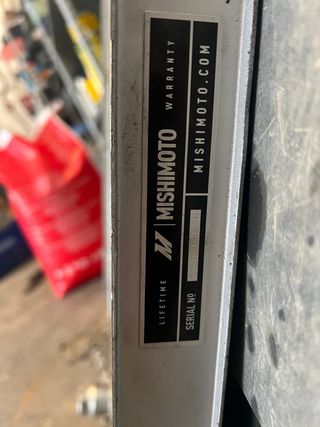 LIFETIME MISHIMOTO WARRANTY
SERIAL Nº MISHIMOTO.COM